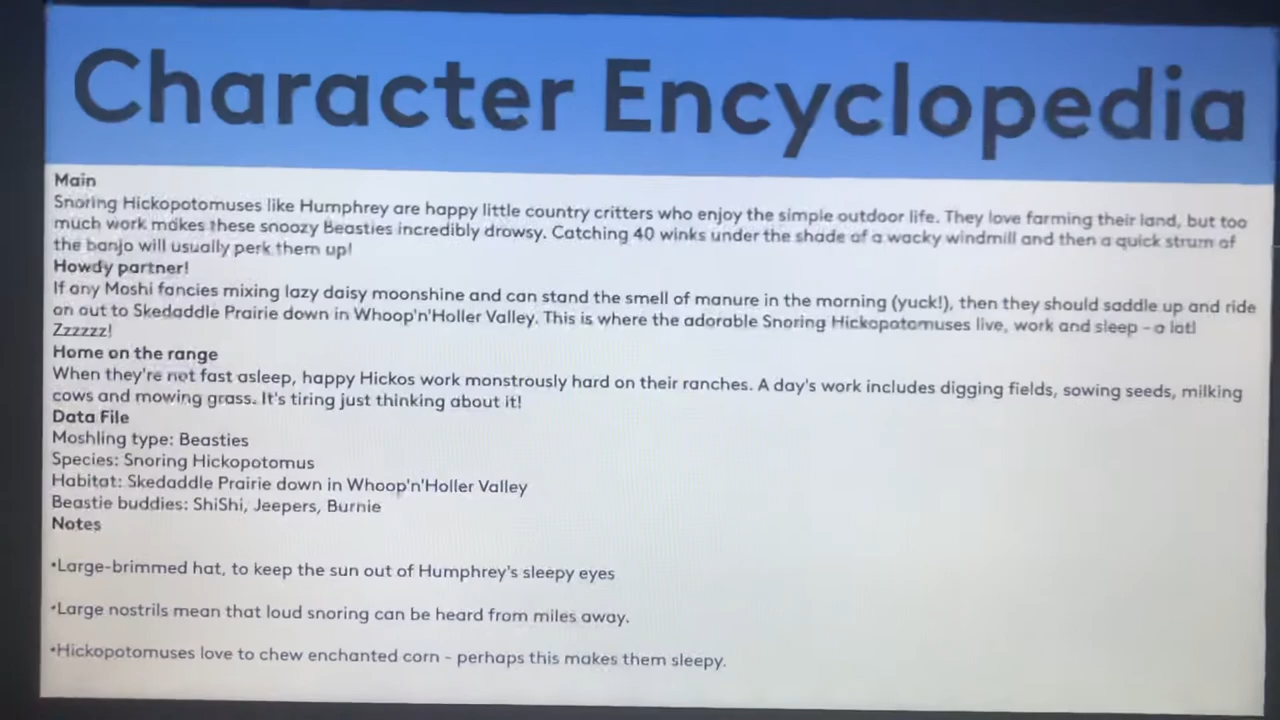 Character Encyclopedia
Main
Snoring Hickopotomuses like Humphrey are happy little country critters who enjoy the simple outdoor life. They love farming their land, but too
much work makes these snoozy Beasties incredibly drowsy. Catching 40 winks under the shade of a wacky windmill and then a quick strum of
the banjo will usually perk them up!
Howdy partner!
If any Moshi fancies mixing lazy daisy moonshine and can stand the smell of manure in the morning (yuck!), then they should saddle up and ride
on out to Skedaddle Prairie down in Whoop'n'Holler Valley. This is where the adorable Snoring Hickopotomuses live, work and sleep - a lot!
Zzzzzz!
Home on the range
When they're not fast asleep, happy Hickos work monstrously hard on their ranches. A day's work includes digging fields, sowing seeds, milking
cows and mowing grass. It's tiring just thinking about it!
Data File
Moshling type: Beasties
Species: Snoring Hickopotomus
Habitat: Skedaddle Prairie down in Whoop'n'Holler Valley
Beastie buddies: ShiShi, Jeepers, Burnie
Notes
•Large-brimmed hat, to keep the sun out of Humphrey's sleepy eyes
•Large nostrils mean that loud snoring can be heard from miles away.
•Hickopotomuses love to chew enchanted corn - perhaps this makes them sleepy.